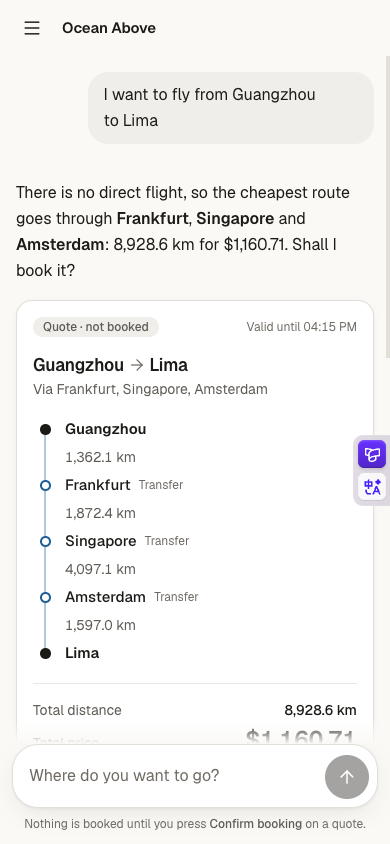 Ocean Above
I want to fly from Guangzhou
to Lima
There is no direct flight, so the cheapest route
goes through Frankfurt, Singapore and
Amsterdam: 8,928.6 km for $1,160.71. Shall I
book it?
Quote · not booked
Valid until 04:15 PM
Guangzhou → Lima
Via Frankfurt, Singapore, Amsterdam
Guangzhou
1,362.1 km
Frankfurt Transfer
1,872.4 km
Singapore Transfer
4,097.1 km
Amsterdam Transfer
1,597.0 km
Lima
Total distance 8,928.6 km
Total price $1,160.71
Where do you want to go?
Nothing is booked until you press Confirm booking on a quote.